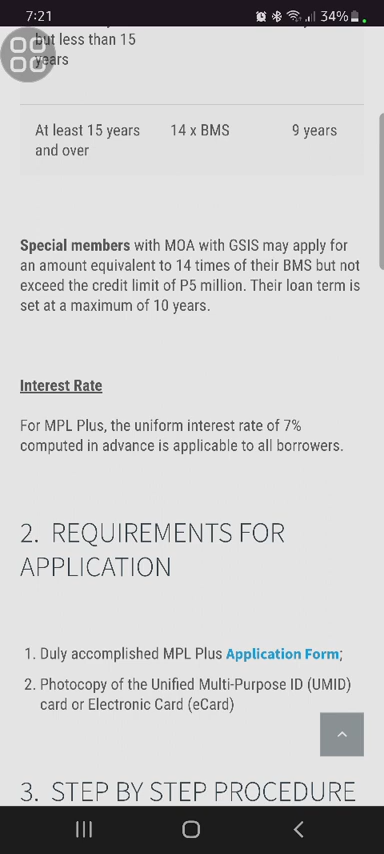 7:21
34%
but less than 15
years
At least 15 years 14 x BMS 9 years
and over
Special members with MOA with GSIS may apply for
an amount equivalent to 14 times of their BMS but not
exceed the credit limit of P5 million. Their loan term is
set at a maximum of 10 years.
Interest Rate
For MPL Plus, the uniform interest rate of 7%
computed in advance is applicable to all borrowers.
2. REQUIREMENTS FOR
APPLICATION
1. Duly accomplished MPL Plus Application Form;
2. Photocopy of the Unified Multi-Purpose ID (UMID)
card or Electronic Card (eCard)
3. STEP BY STEP PROCEDURE